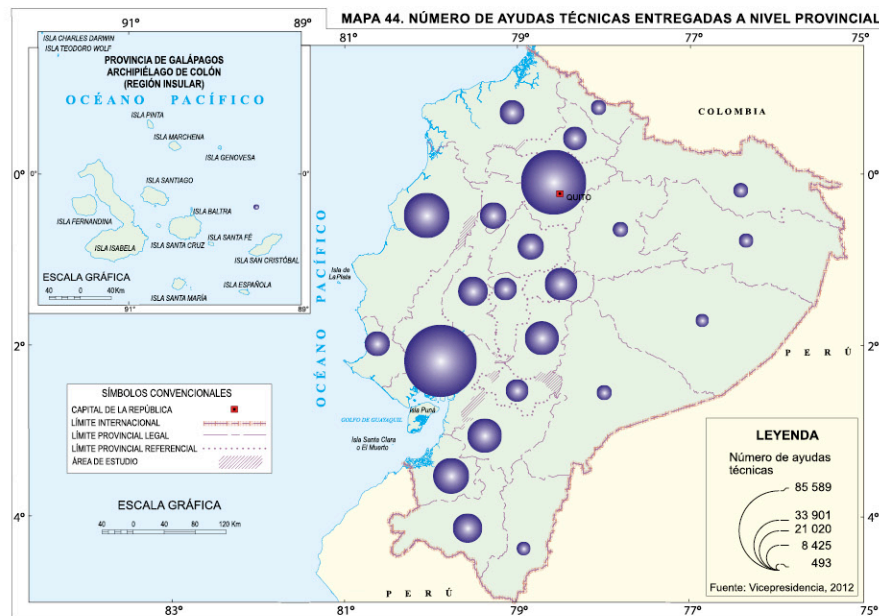 MAPA 44. NÚMERO DE AYUDAS TÉCNICAS ENTREGADAS A NIVEL PROVINCIAL
81º
79º
77º
75º
ISLA CHARLES DARWIN
ISLA TEODORO WOLF
91º
89º
PROVINCIA DE GALÁPAGOS
ARCHIPIÉLAGO DE COLÓN
(REGIÓN INSULAR)
OCÉANO PACÍFICO
ISLA PINTA
ISLA MARCHENA
ISLA GENOVESA
0º
0º
ISLA SANTIAGO
ISLA BALTRA
ISLA FERNANDINA
ISLA SANTA CRUZ
ISLA SANTA FÉ
ISLA ISABELA
ISLA SAN CRISTÓBAL
ESCALA GRÁFICA
40 0 40Km
ISLA SANTA MARÍA
ISLA ESPAÑOLA
91º
89º
COLOMBIA
0º
QUITO
OCÉANO PACÍFICO
Isla de
La Plata
2º
2º
PERÚ
SÍMBOLOS CONVENCIONALES
CAPITAL DE LA REPÚBLICA
LÍMITE INTERNACIONAL
LÍMITE PROVINCIAL LEGAL
LÍMITE PROVINCIAL REFERENCIAL
ÁREA DE ESTUDIO
Isla Puná
GOLFO DE GUAYAQUIL
Isla Santa Clara
o El Muerto
ESCALA GRÁFICA
40 0 40 80 120 Km
4º
4º
LEYENDA
Número de ayudas
técnicas
85 589
33 901
21 020
8 425
493
Fuente: Vicepresidencia, 2012
PERÚ
83º
81º
79º
77º
75º